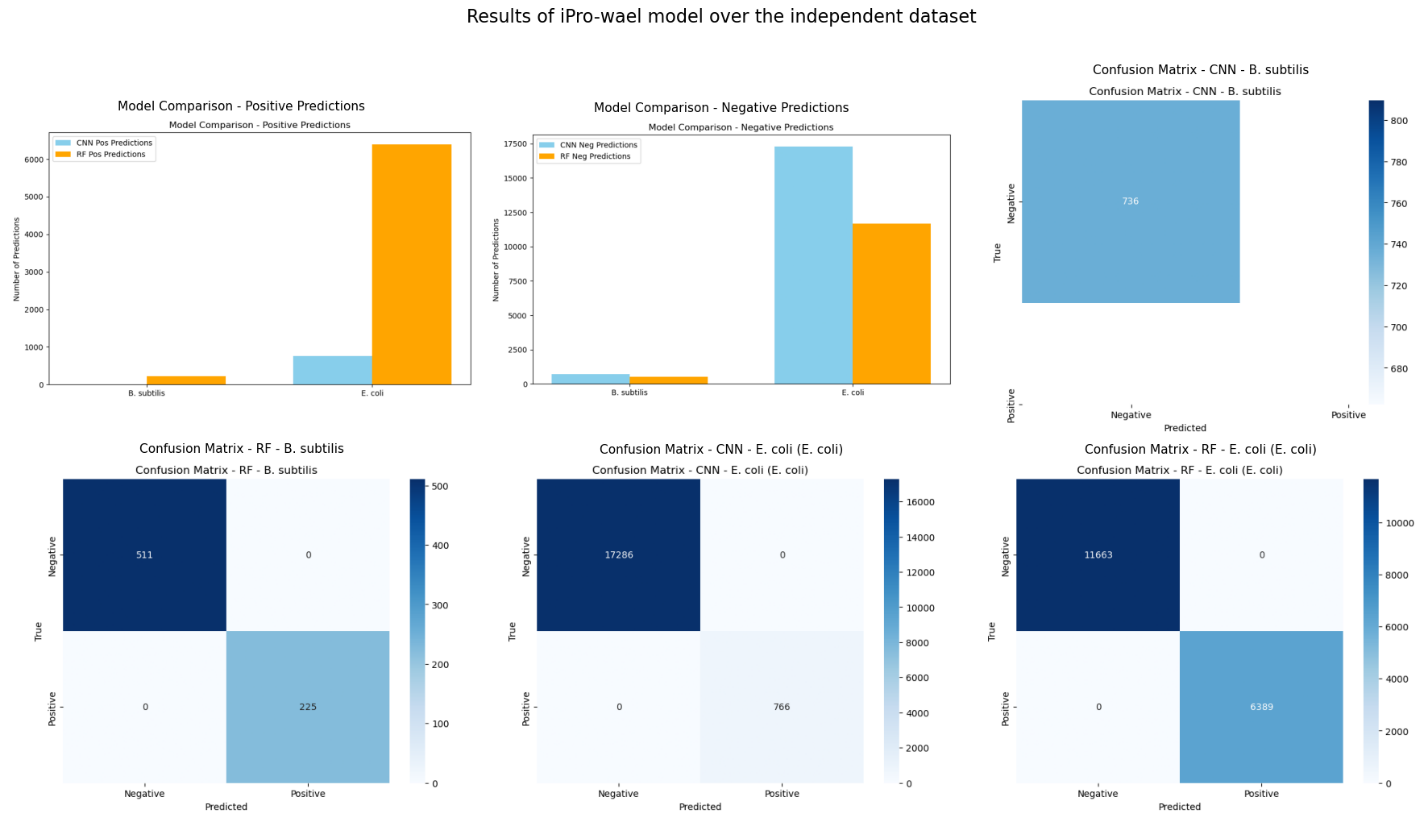 Results of iPro-wael model over the independent dataset
Model Comparison - Positive Predictions
Model Comparison - Positive Predictions
CNN Pos Predictions
RF Pos Predictions
Number of Predictions
6000
5000
4000
3000
2000
1000
0
B. subtilis
E. coli
Model Comparison - Negative Predictions
Model Comparison - Negative Predictions
CNN Neg Predictions
RF Neg Predictions
Number of Predictions
17500
15000
12500
10000
7500
5000
2500
0
B. subtilis
E. coli
Confusion Matrix - CNN - B. subtilis
Confusion Matrix - CNN - B. subtilis
True
Negative
Positive
736
Negative
Positive
Predicted
800
780
760
740
720
700
680
Confusion Matrix - RF - B. subtilis
Confusion Matrix - RF - B. subtilis
True
Negative
Positive
511
0
0
225
Negative
Positive
Predicted
500
400
300
200
100
0
Confusion Matrix - CNN - E. coli (E. coli)
Confusion Matrix - CNN - E. coli (E. coli)
True
Negative
Positive
17286
0
0
766
Negative
Positive
Predicted
16000
14000
12000
10000
8000
6000
4000
2000
0
Confusion Matrix - RF - E. coli (E. coli)
Confusion Matrix - RF - E. coli (E. coli)
True
Negative
Positive
11663
0
0
6389
Negative
Positive
Predicted
10000
8000
6000
4000
2000
0